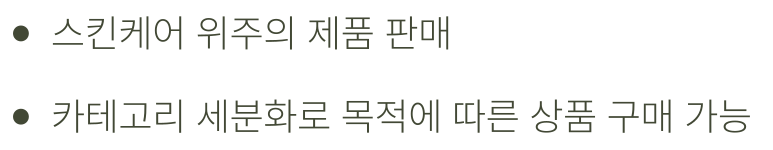 ● 스킨케어 위주의 제품 판매
● 카테고리 세분화로 목적에 따른 상품 구매 가능